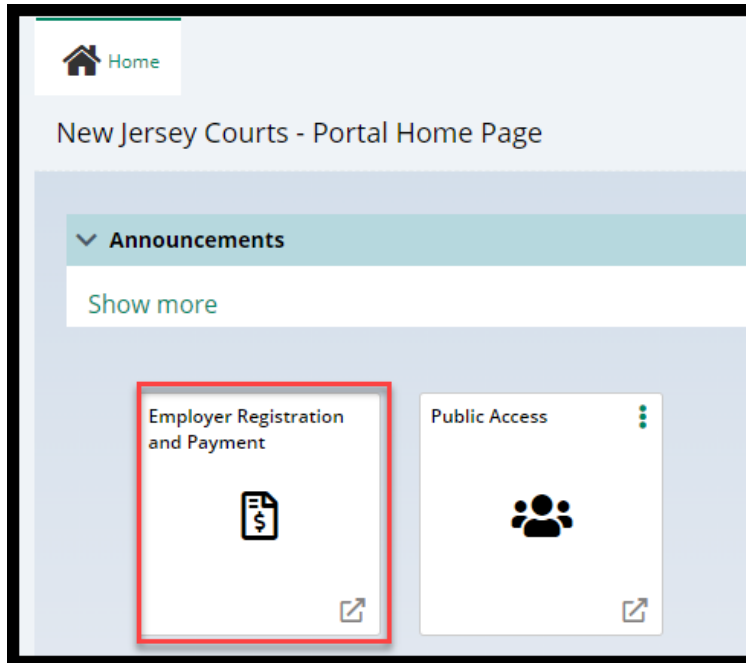 Home
New Jersey Courts - Portal Home Page
Announcements
Show more
Employer Registration
and Payment
Public Access
$